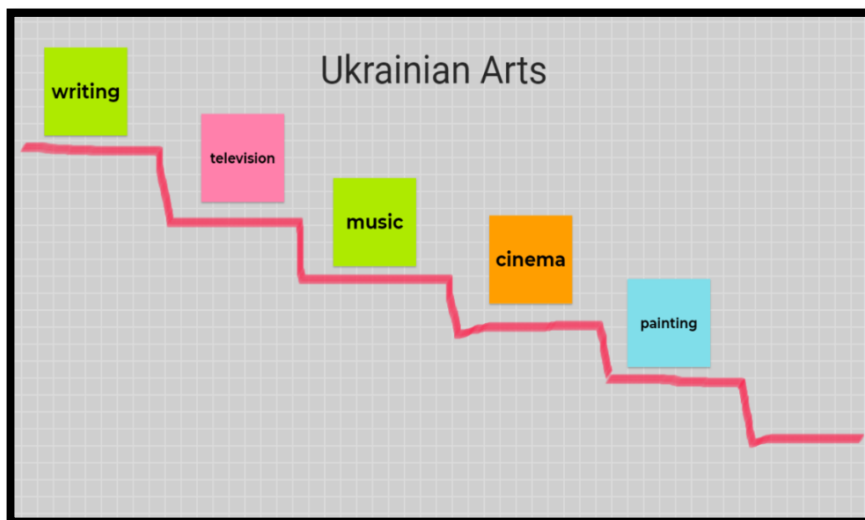 Ukrainian Arts
writing
television
music
cinema
painting